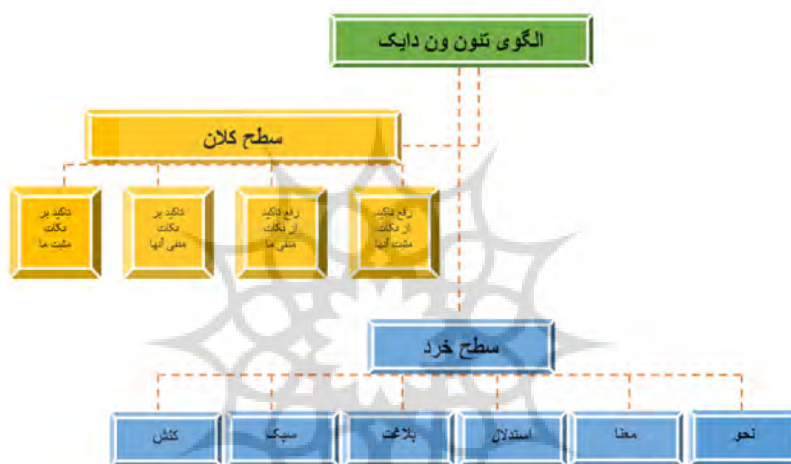 الگوی تئون ون دایک
سطح کلان
رفع تاکید
از نکات
مثبت آنها
رفع تاکید
از نکات
منفی ما
تاکید بر
نکات
منفی آنها
تاکید بر
نکات
مثبت ما
سطح خرد
نحو
معنا
استدلال
بلاغت
سبک
کنش